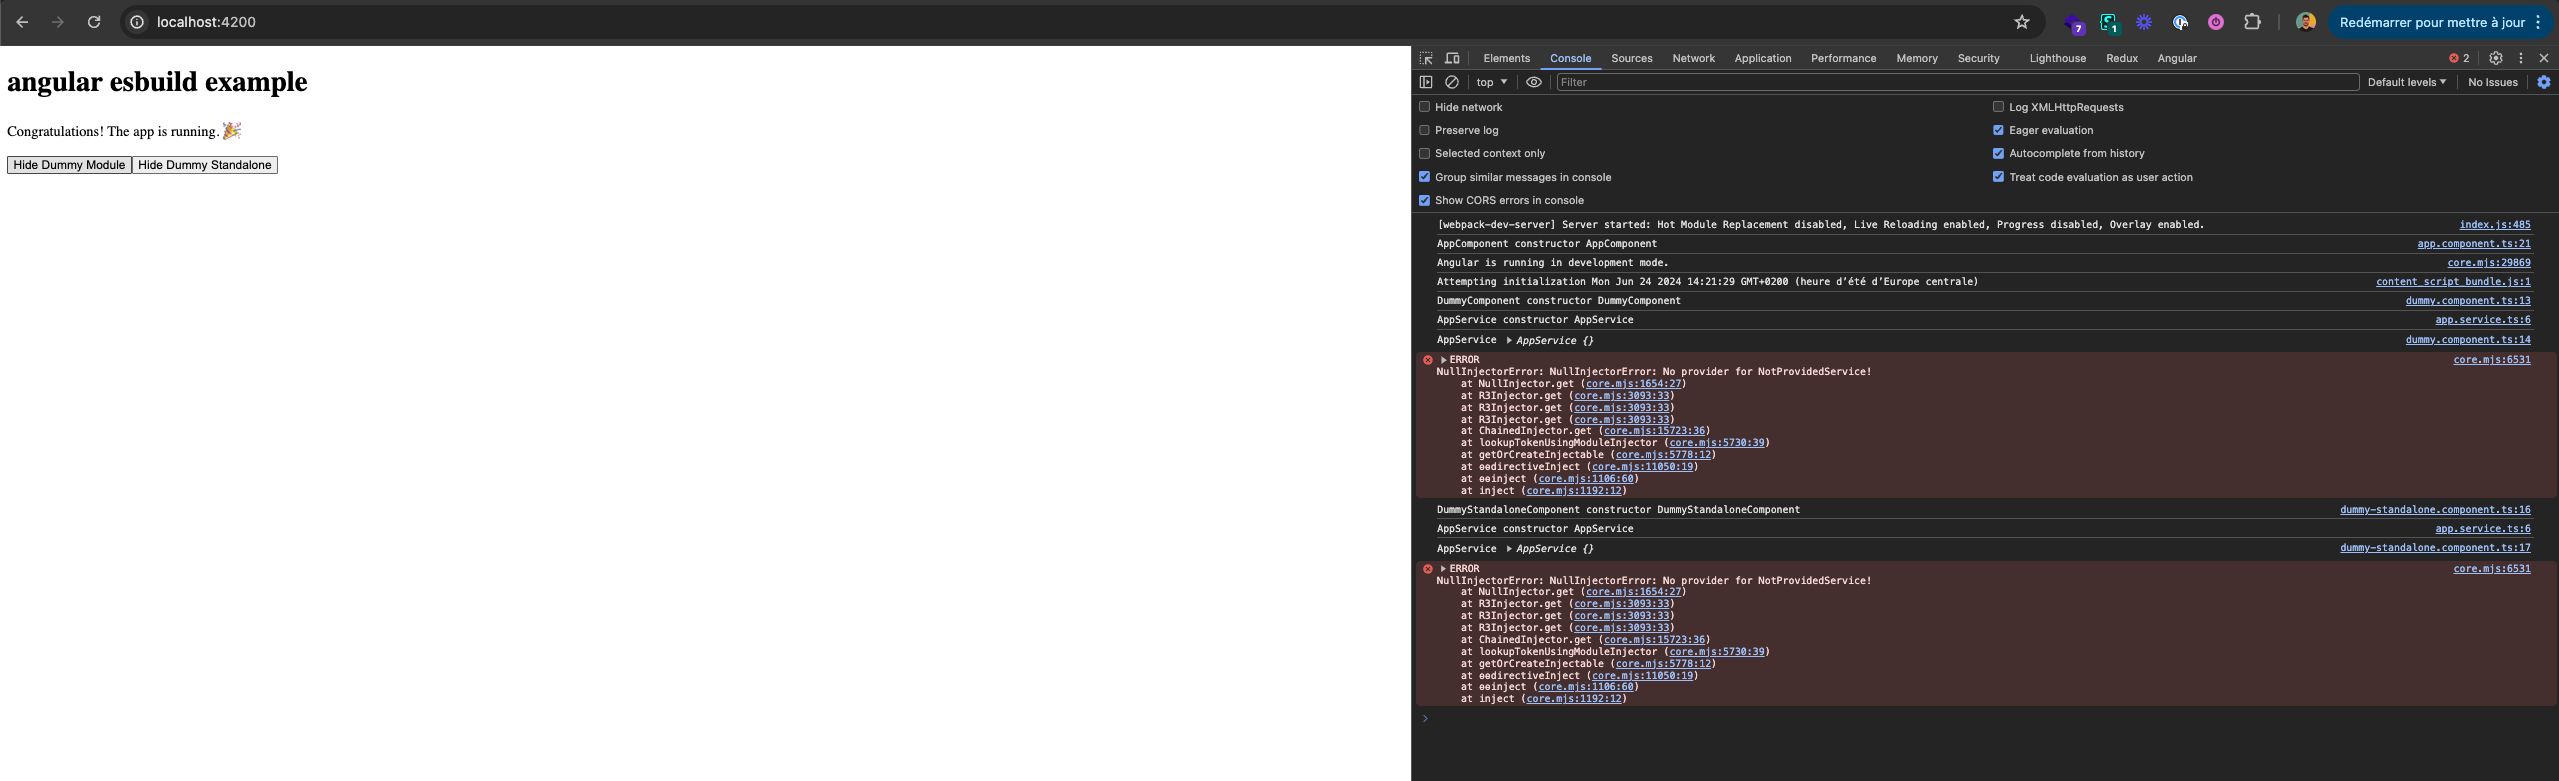 localhost:4200
7
1
Redémarrer pour mettre à jour
angular esbuild example
Congratulations! The app is running. 🎉
Hide Dummy Module Hide Dummy Standalone
Elements Console Sources Network Application Performance Memory Security Lighthouse Redux Angular 2
top Filter Default levels No Issues
Hide network Log XMLHttpRequests
Preserve log Eager evaluation
Selected context only Autocomplete from history
Group similar messages in console Treat code evaluation as user action
Show CORS errors in console
[webpack-dev-server] Server started: Hot Module Replacement disabled, Live Reloading enabled, Progress disabled, Overlay enabled. index.js:485
AppComponent constructor AppComponent app.component.ts:21
Angular is running in development mode. core.mjs:29869
Attempting initialization Mon Jun 24 2024 14:21:29 GMT+0200 (heure d’été d’Europe centrale) content_script_bundle.js:1
DummyComponent constructor DummyComponent dummy.component.ts:13
AppService constructor AppService app.service.ts:6
AppService ▶ AppService {} dummy.component.ts:14
▶ ERROR core.mjs:6531
NullInjectorError: NullInjectorError: No provider for NotProvidedService!
at NullInjector.get (core.mjs:1654:27)
at R3Injector.get (core.mjs:3093:33)
at R3Injector.get (core.mjs:3093:33)
at R3Injector.get (core.mjs:3093:33)
at ChainedInjector.get (core.mjs:15723:36)
at lookupTokenUsingModuleInjector (core.mjs:5730:39)
at getOrCreateInjectable (core.mjs:5778:12)
at ɵɵdirectiveInject (core.mjs:11050:19)
at ɵɵinject (core.mjs:1106:60)
at inject (core.mjs:1192:12)
DummyStandaloneComponent constructor DummyStandaloneComponent dummy-standalone.component.ts:16
AppService constructor AppService app.service.ts:6
AppService ▶ AppService {} dummy-standalone.component.ts:17
▶ ERROR core.mjs:6531
NullInjectorError: NullInjectorError: No provider for NotProvidedService!
at NullInjector.get (core.mjs:1654:27)
at R3Injector.get (core.mjs:3093:33)
at R3Injector.get (core.mjs:3093:33)
at R3Injector.get (core.mjs:3093:33)
at ChainedInjector.get (core.mjs:15723:36)
at lookupTokenUsingModuleInjector (core.mjs:5730:39)
at getOrCreateInjectable (core.mjs:5778:12)
at ɵɵdirectiveInject (core.mjs:11050:19)
at ɵɵinject (core.mjs:1106:60)
at inject (core.mjs:1192:12)